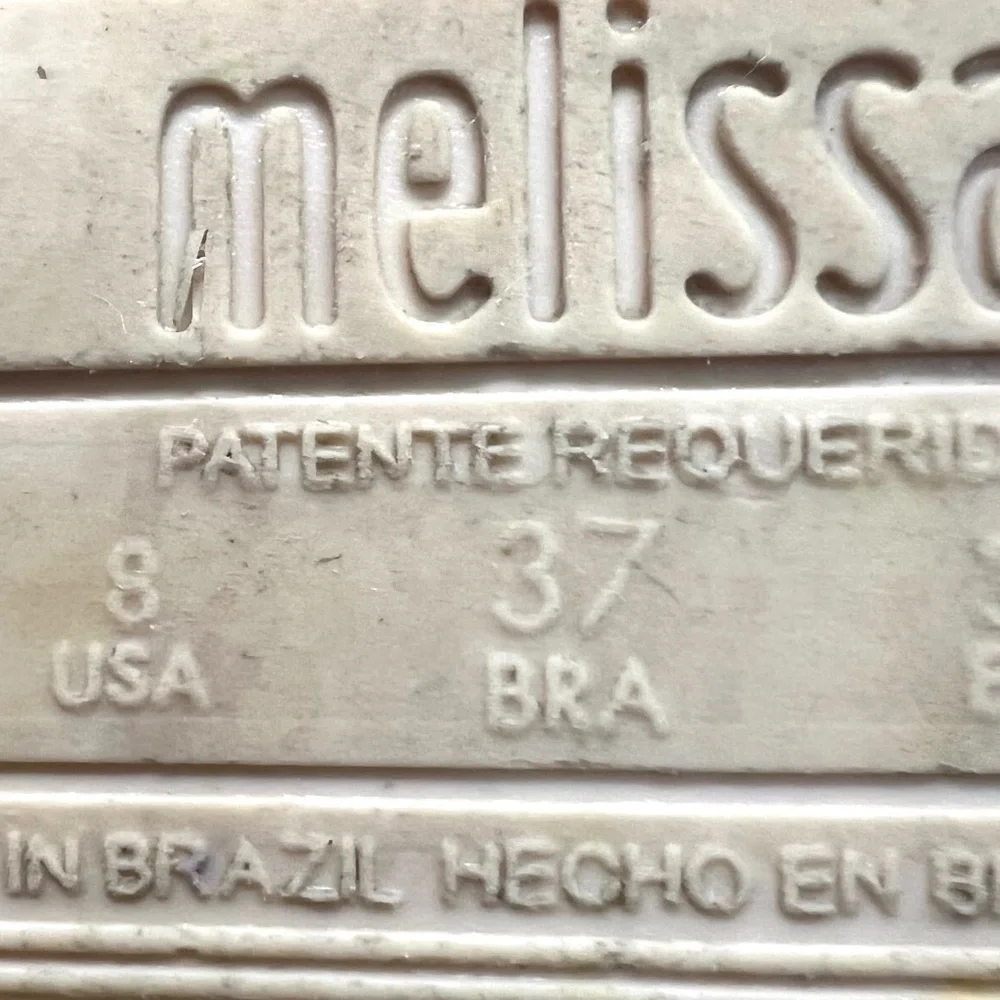 melissa
PATENTE REQUERID
8 37
USA BRA
IN BRAZIL HECHO EN